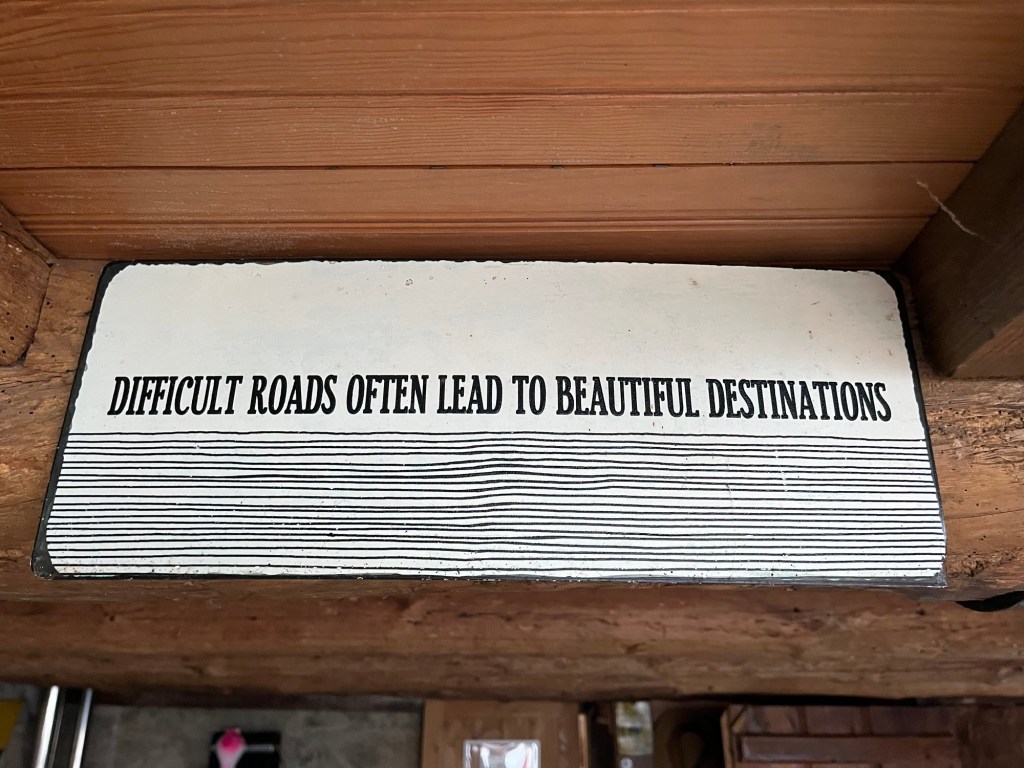 DIFFICULT ROADS OFTEN LEAD TO BEAUTIFUL DESTINATIONS